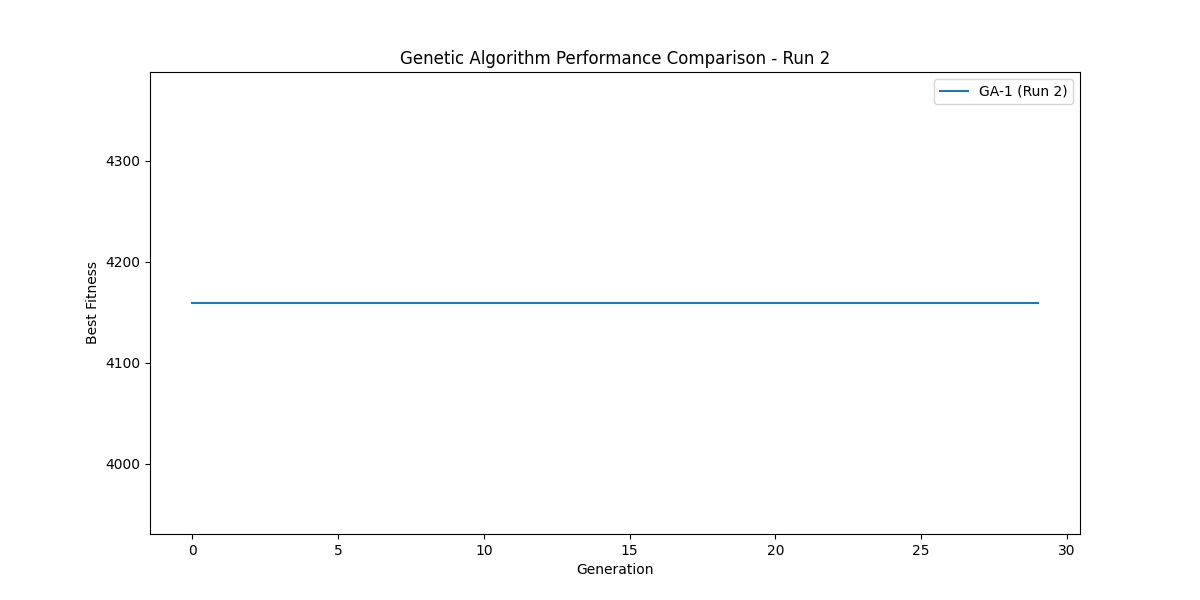 Genetic Algorithm Performance Comparison - Run 2
GA-1 (Run 2)
Best Fitness
4300
4200
4100
4000
0
5
10
15
20
25
30
Generation